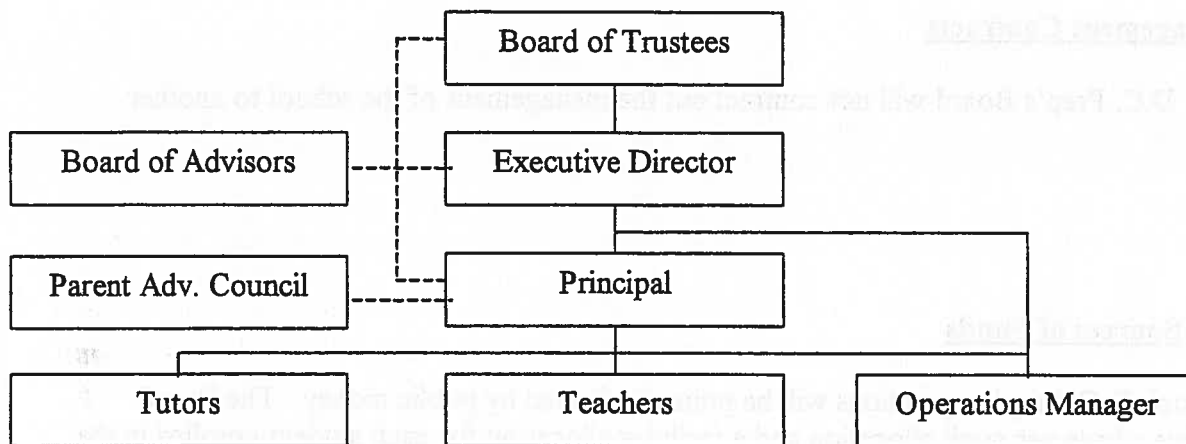 Board of Trustees
Board of Advisors
Executive Director
Parent Adv. Council
Principal
Tutors
Teachers
Operations Manager